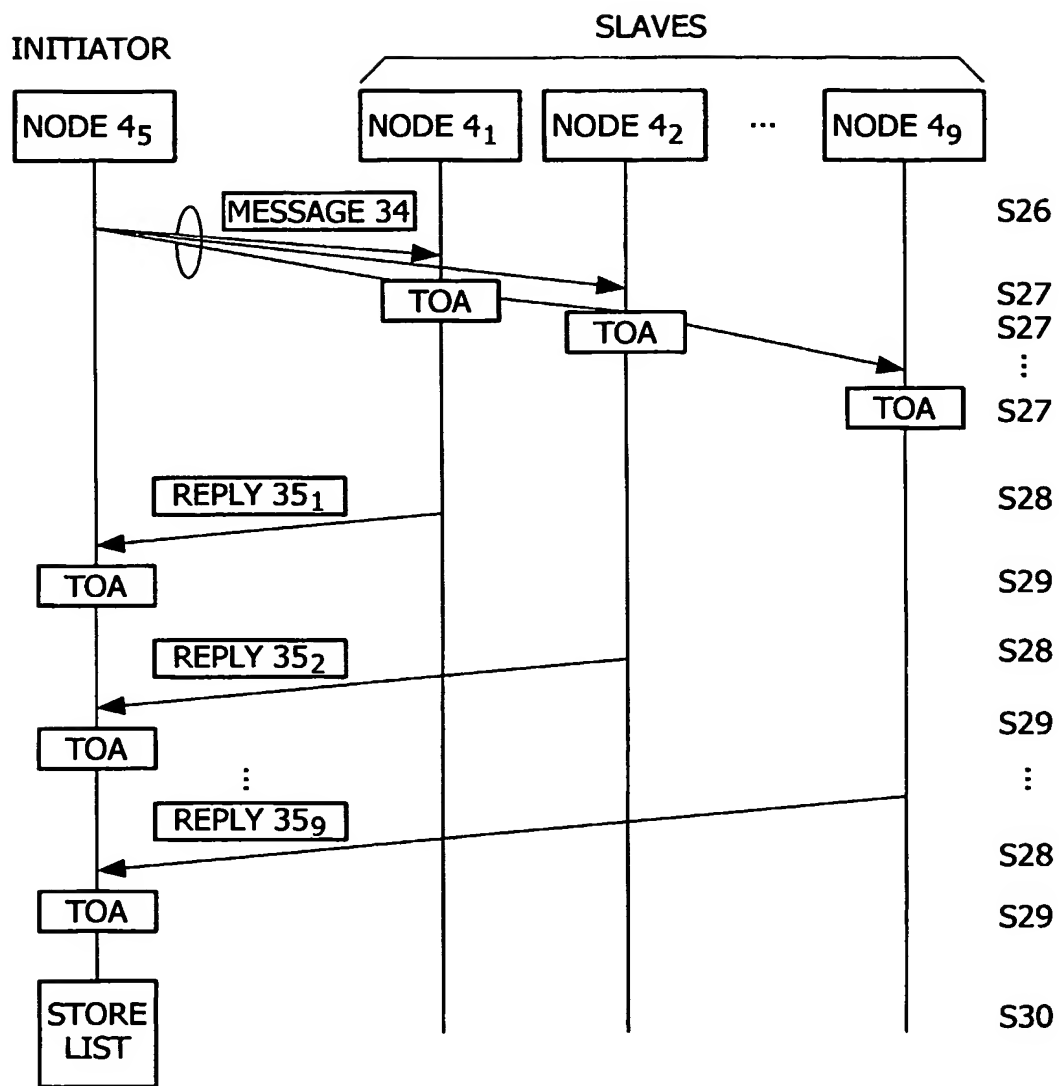 SLAVES
INITIATOR
NODE 4₅
NODE 4₁
NODE 4₂
...
NODE 4₉
MESSAGE 34
S26
TOA
S27
TOA
S27
⋮
TOA
S27
REPLY 35₁
S28
TOA
S29
REPLY 35₂
S28
TOA
S29
⋮
⋮
REPLY 35₉
S28
TOA
S29
STORE
LIST
S30